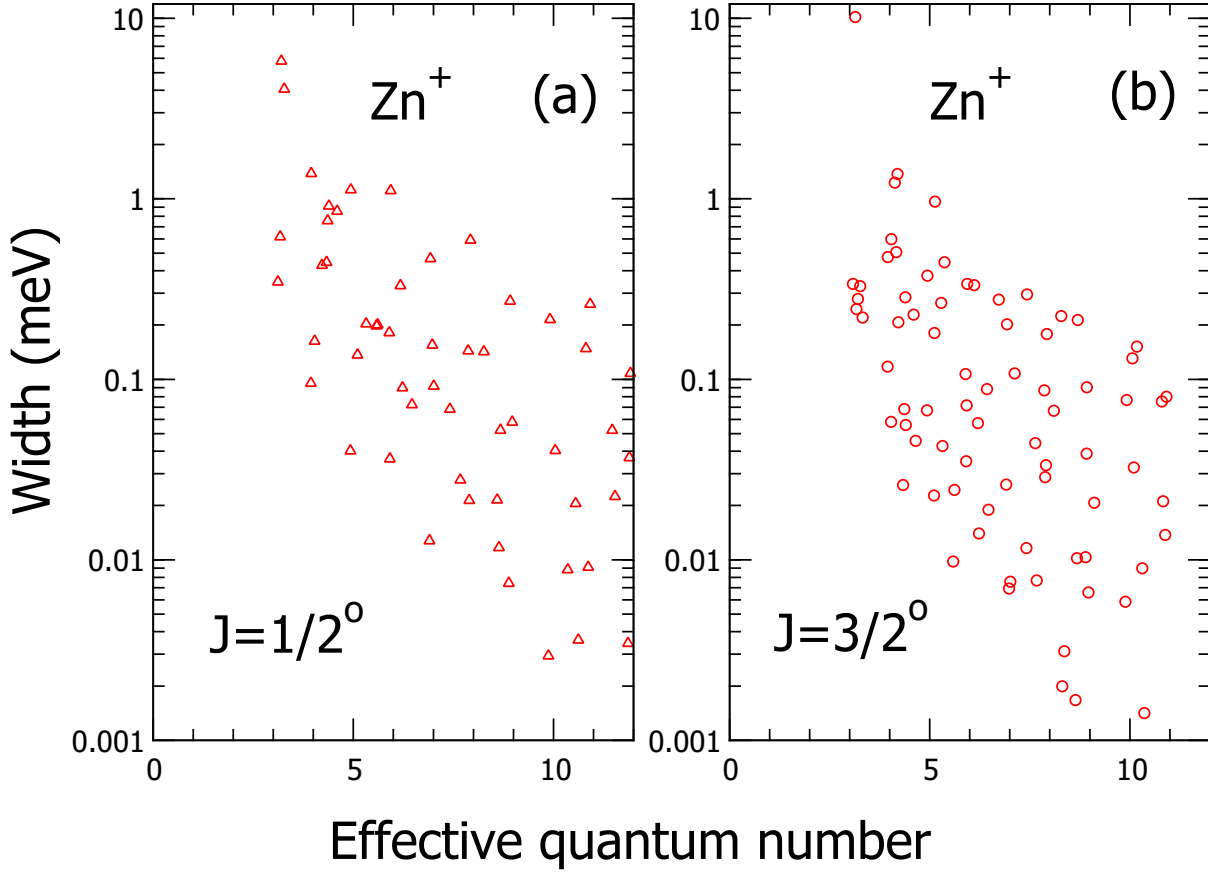 10
1
0.1
0.01
0.001
Width (meV)
Zn⁺
(a)
J=1/2ᵒ
0
5
10
10
1
0.1
0.01
0.001
Zn⁺
(b)
J=3/2ᵒ
0
5
10
Effective quantum number